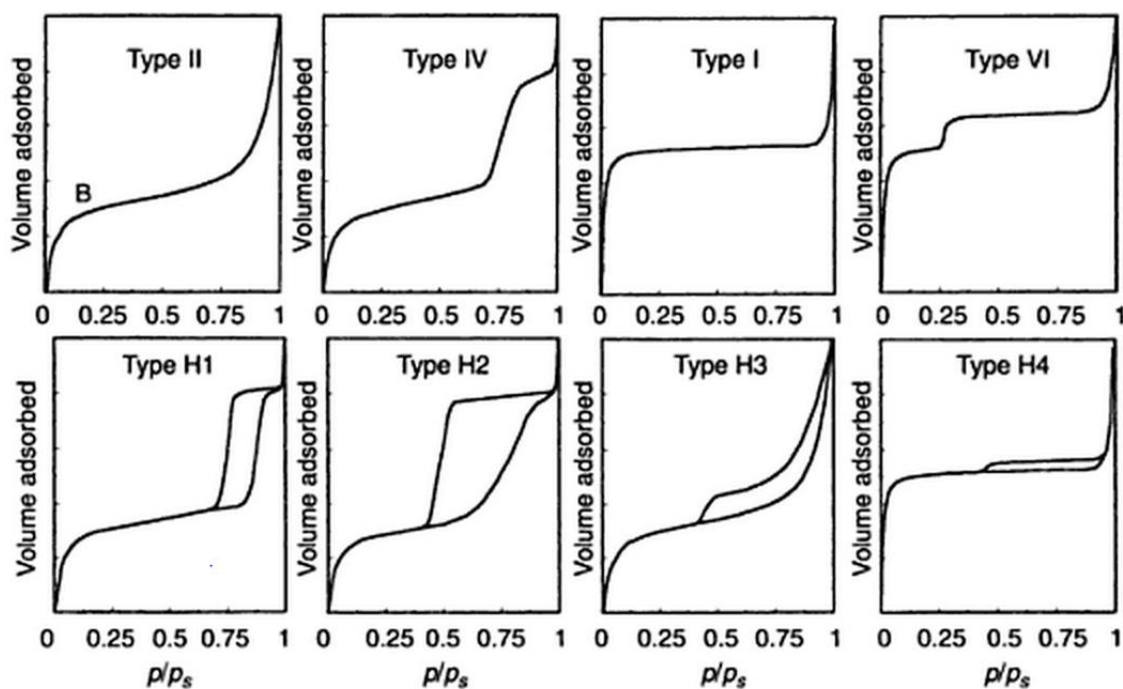 Type II
Volume adsorbed
B
0 0.25 0.5 0.75 1
Type IV
Volume adsorbed
0 0.25 0.5 0.75 1
Type I
Volume adsorbed
0 0.25 0.5 0.75 1
Type VI
Volume adsorbed
0 0.25 0.5 0.75 1
Type H1
Volume adsorbed
0 0.25 0.5 0.75 1
p/ps
Type H2
Volume adsorbed
0 0.25 0.5 0.75 1
p/ps
Type H3
Volume adsorbed
0 0.25 0.5 0.75 1
p/ps
Type H4
Volume adsorbed
0 0.25 0.5 0.75 1
p/ps